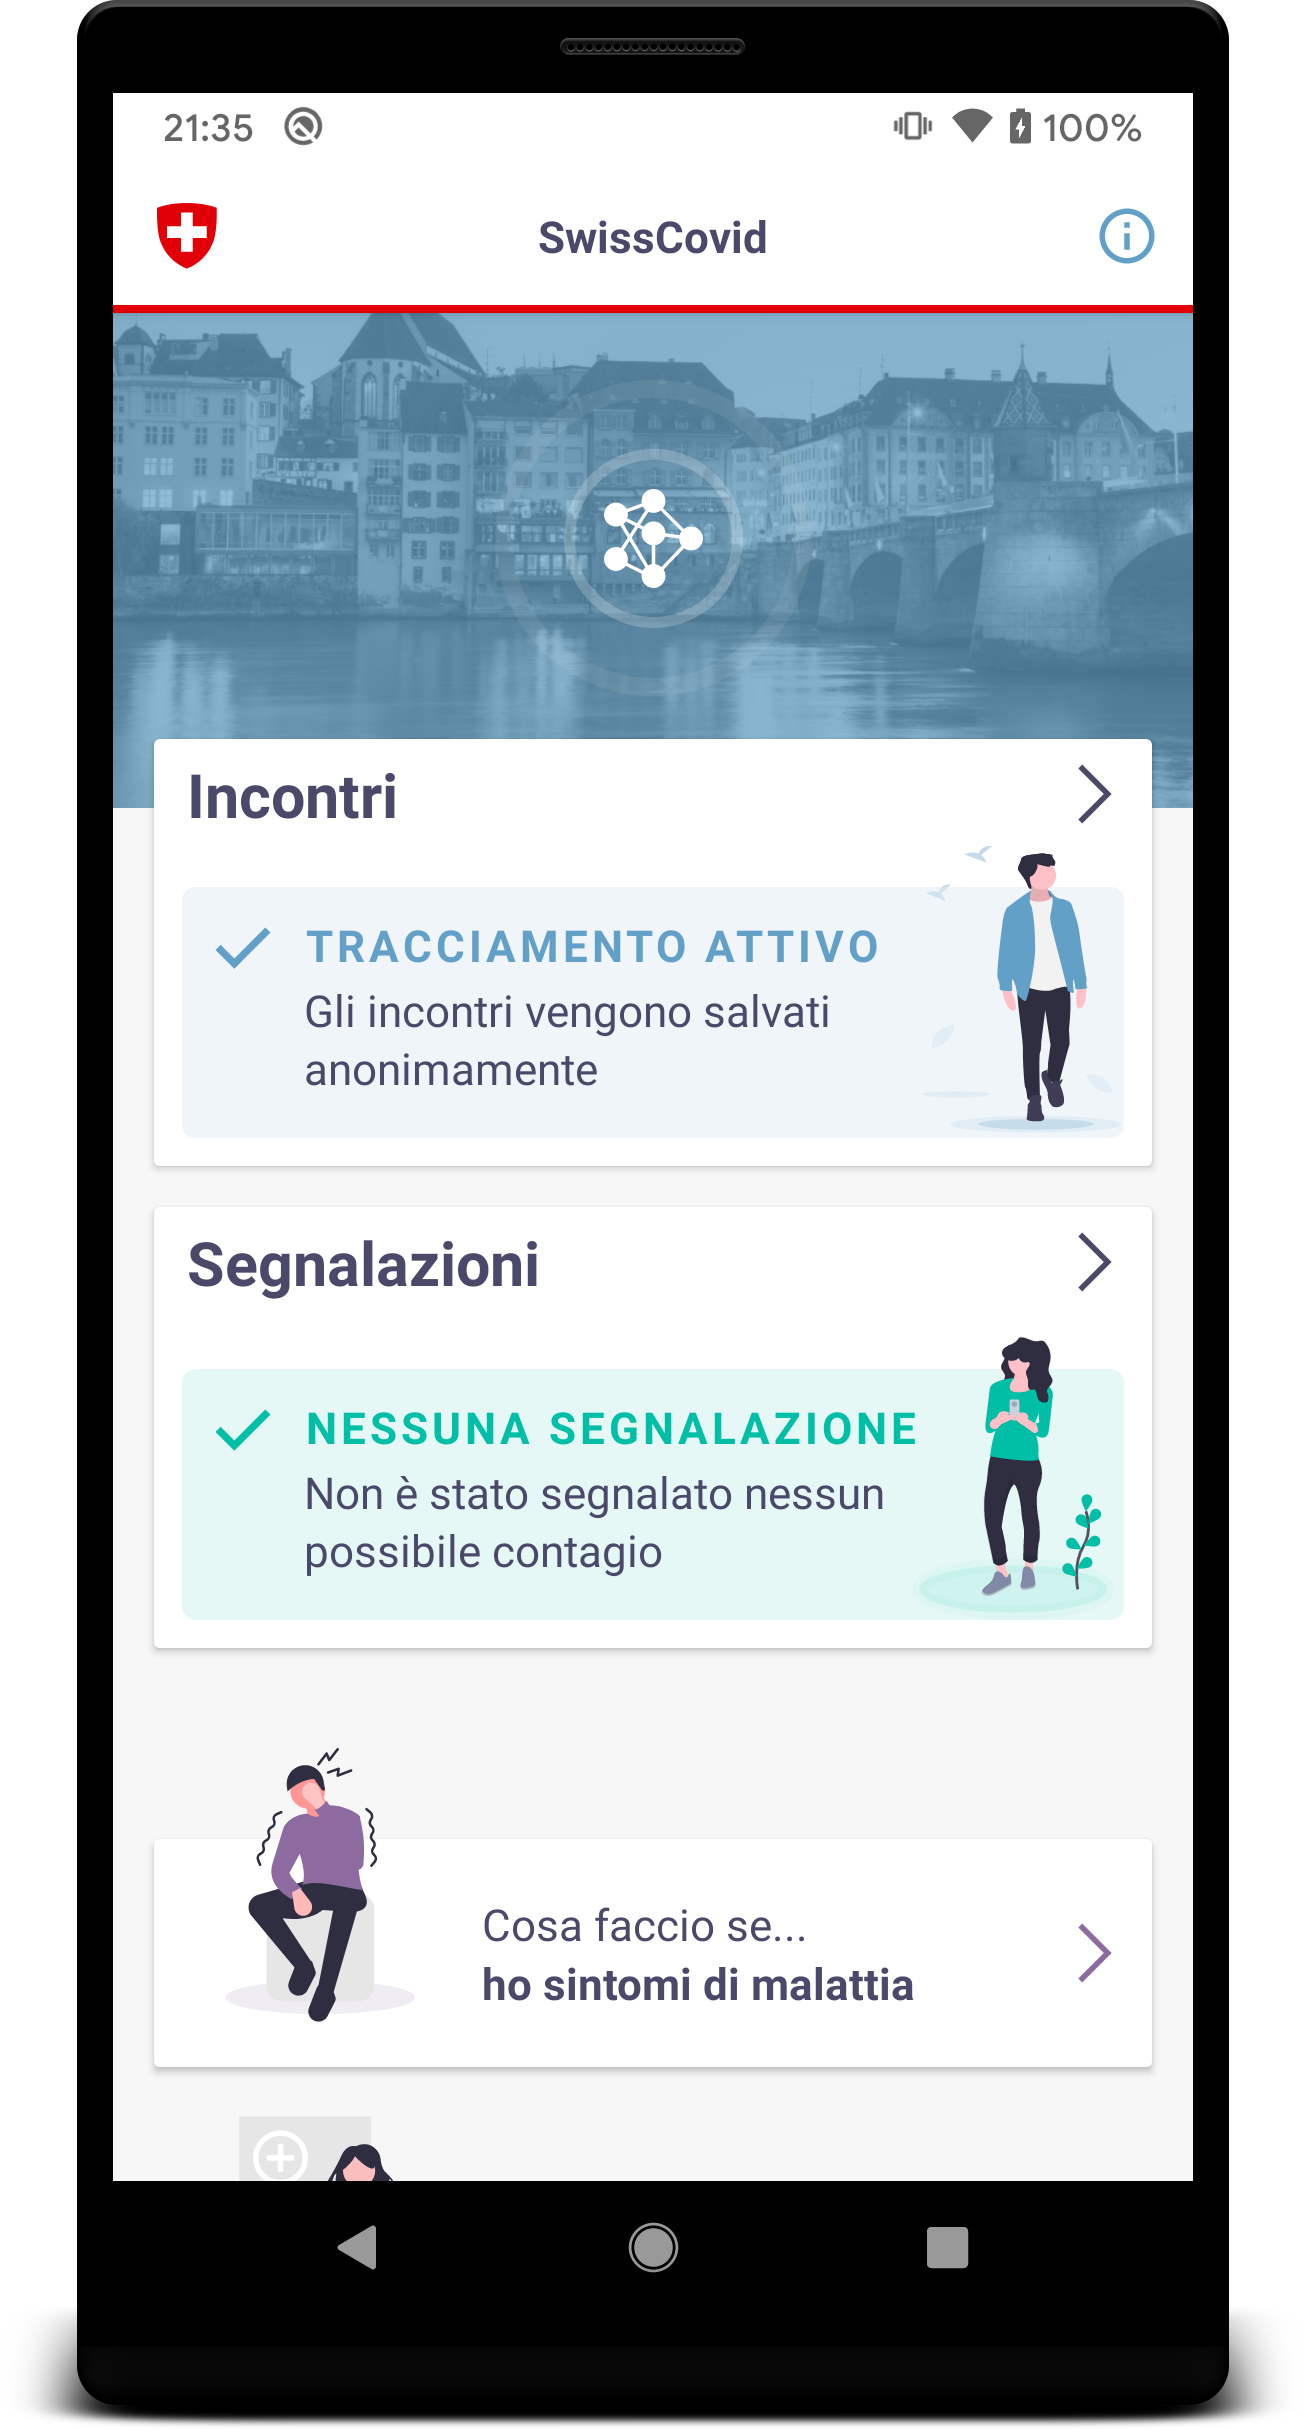 21:35
100%
SwissCovid
Incontri
TRACCIAMENTO ATTIVO
Gli incontri vengono salvati
anonimamente
Segnalazioni
NESSUNA SEGNALAZIONE
Non è stato segnalato nessun
possibile contagio
Cosa faccio se...
ho sintomi di malattia